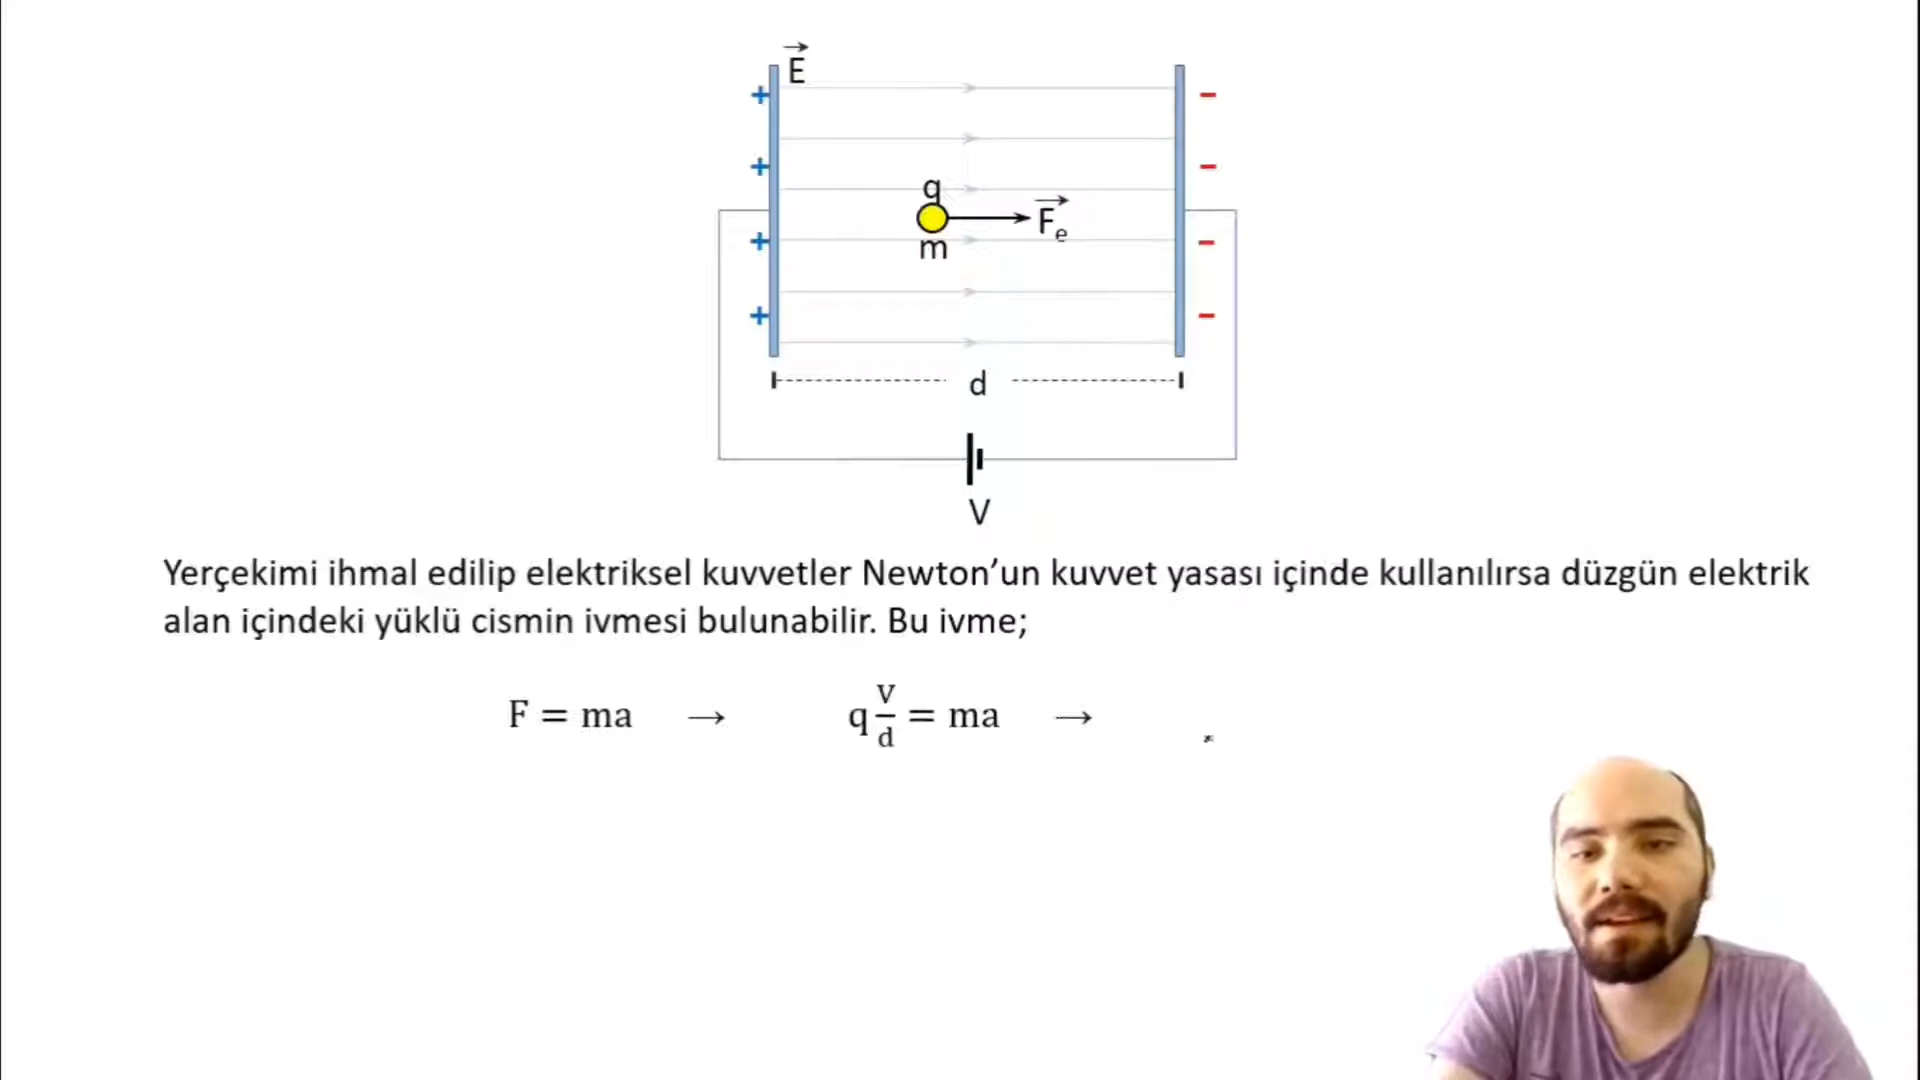 E
+ −
+ −
q
Fe
m
+ −
+ −
d
V
Yerçekimi ihmal edilip elektriksel kuvvetler Newton’un kuvvet yasası içinde kullanılırsa düzgün elektrik
alan içindeki yüklü cismin ivmesi bulunabilir. Bu ivme;
F = ma → q V/d = ma →